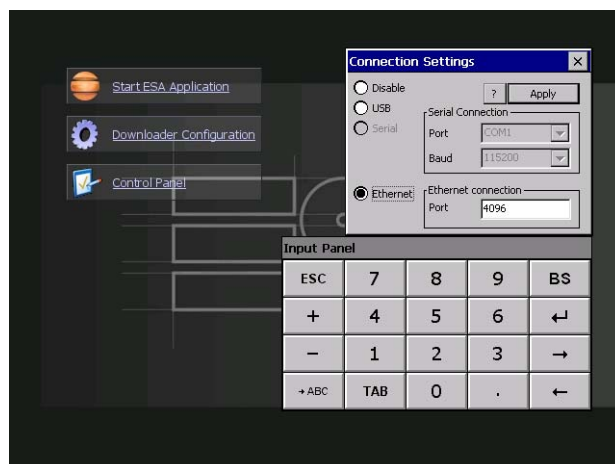 Start ESA Application
Downloader Configuration
Control Panel
Connection Settings
Disable
? Apply
USB
Serial
Serial Connection
Port COM1
Baud 115200
Ethernet
Ethernet connection
Port 4096
Input Panel
ESC 7 8 9 BS
+ 4 5 6 ↵
- 1 2 3 →
→ABC TAB 0 . ←